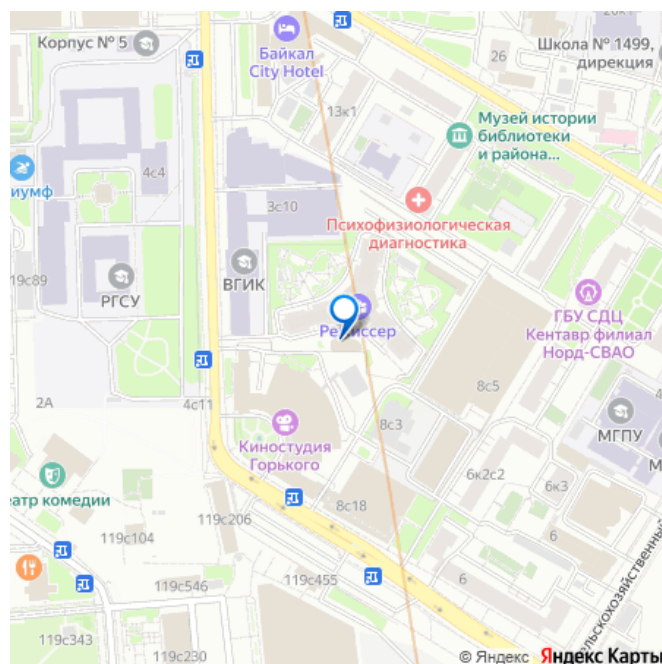 Корпус № 5
Байкал
City Hotel
Школа № 1499,
дирекция
26
13к1
Музей истории
библиотеки
и района...
4с4
иумф
3с10
Психофизиологическая
диагностика
19с89
РГСУ
ВГИК
ГБУ СДЦ
Кентавр филиал
Норд-СВАО
8с5
2А
4с11
8с3
МГПУ
Киностудия
Горького
6к2с2
6к3
еатр комедии
119с206
8с18
119с104
6
119с546
119с455
6
ельскохозяйственный
119с343
119с230
© Яндекс Яндекс Карты